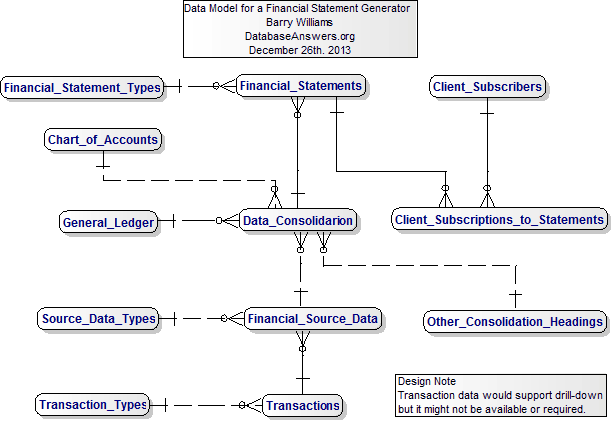 Data Model for a Financial Statement Generator
Barry Williams
DatabaseAnswers.org
December 26th. 2013
Financial_Statement_Types
Financial_Statements
Client_Subscribers
Chart_of_Accounts
General_Ledger
Data_Consolidarion
Client_Subscriptions_to_Statements
Source_Data_Types
Financial_Source_Data
Other_Consolidation_Headings
Transaction_Types
Transactions
Design Note
Transaction data would support drill-down
but it might not be available or required.